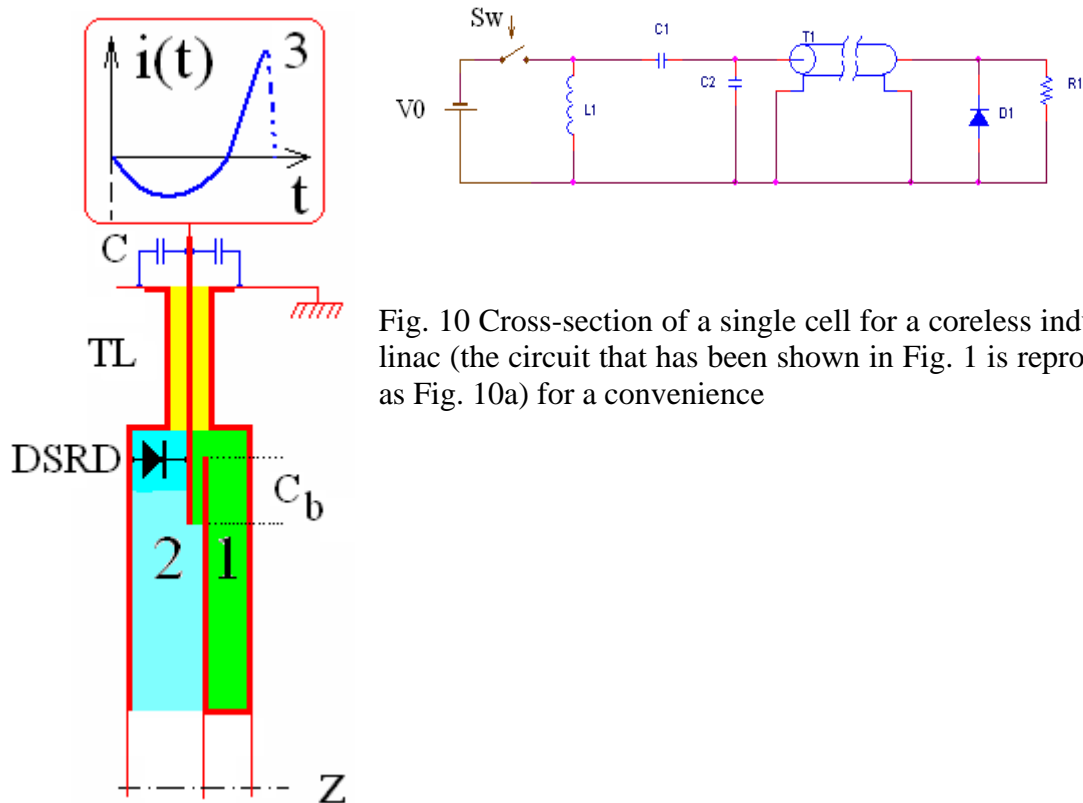 i(t)
3
t
C
TL
DSRD
C b
2 1
Z
Sw
V0
L1
C1
C2
T1
D1
R1
Fig. 10 Cross-section of a single cell for a coreless
linac (the circuit that has been shown in Fig. 1 is
as Fig. 10a) for a convenience